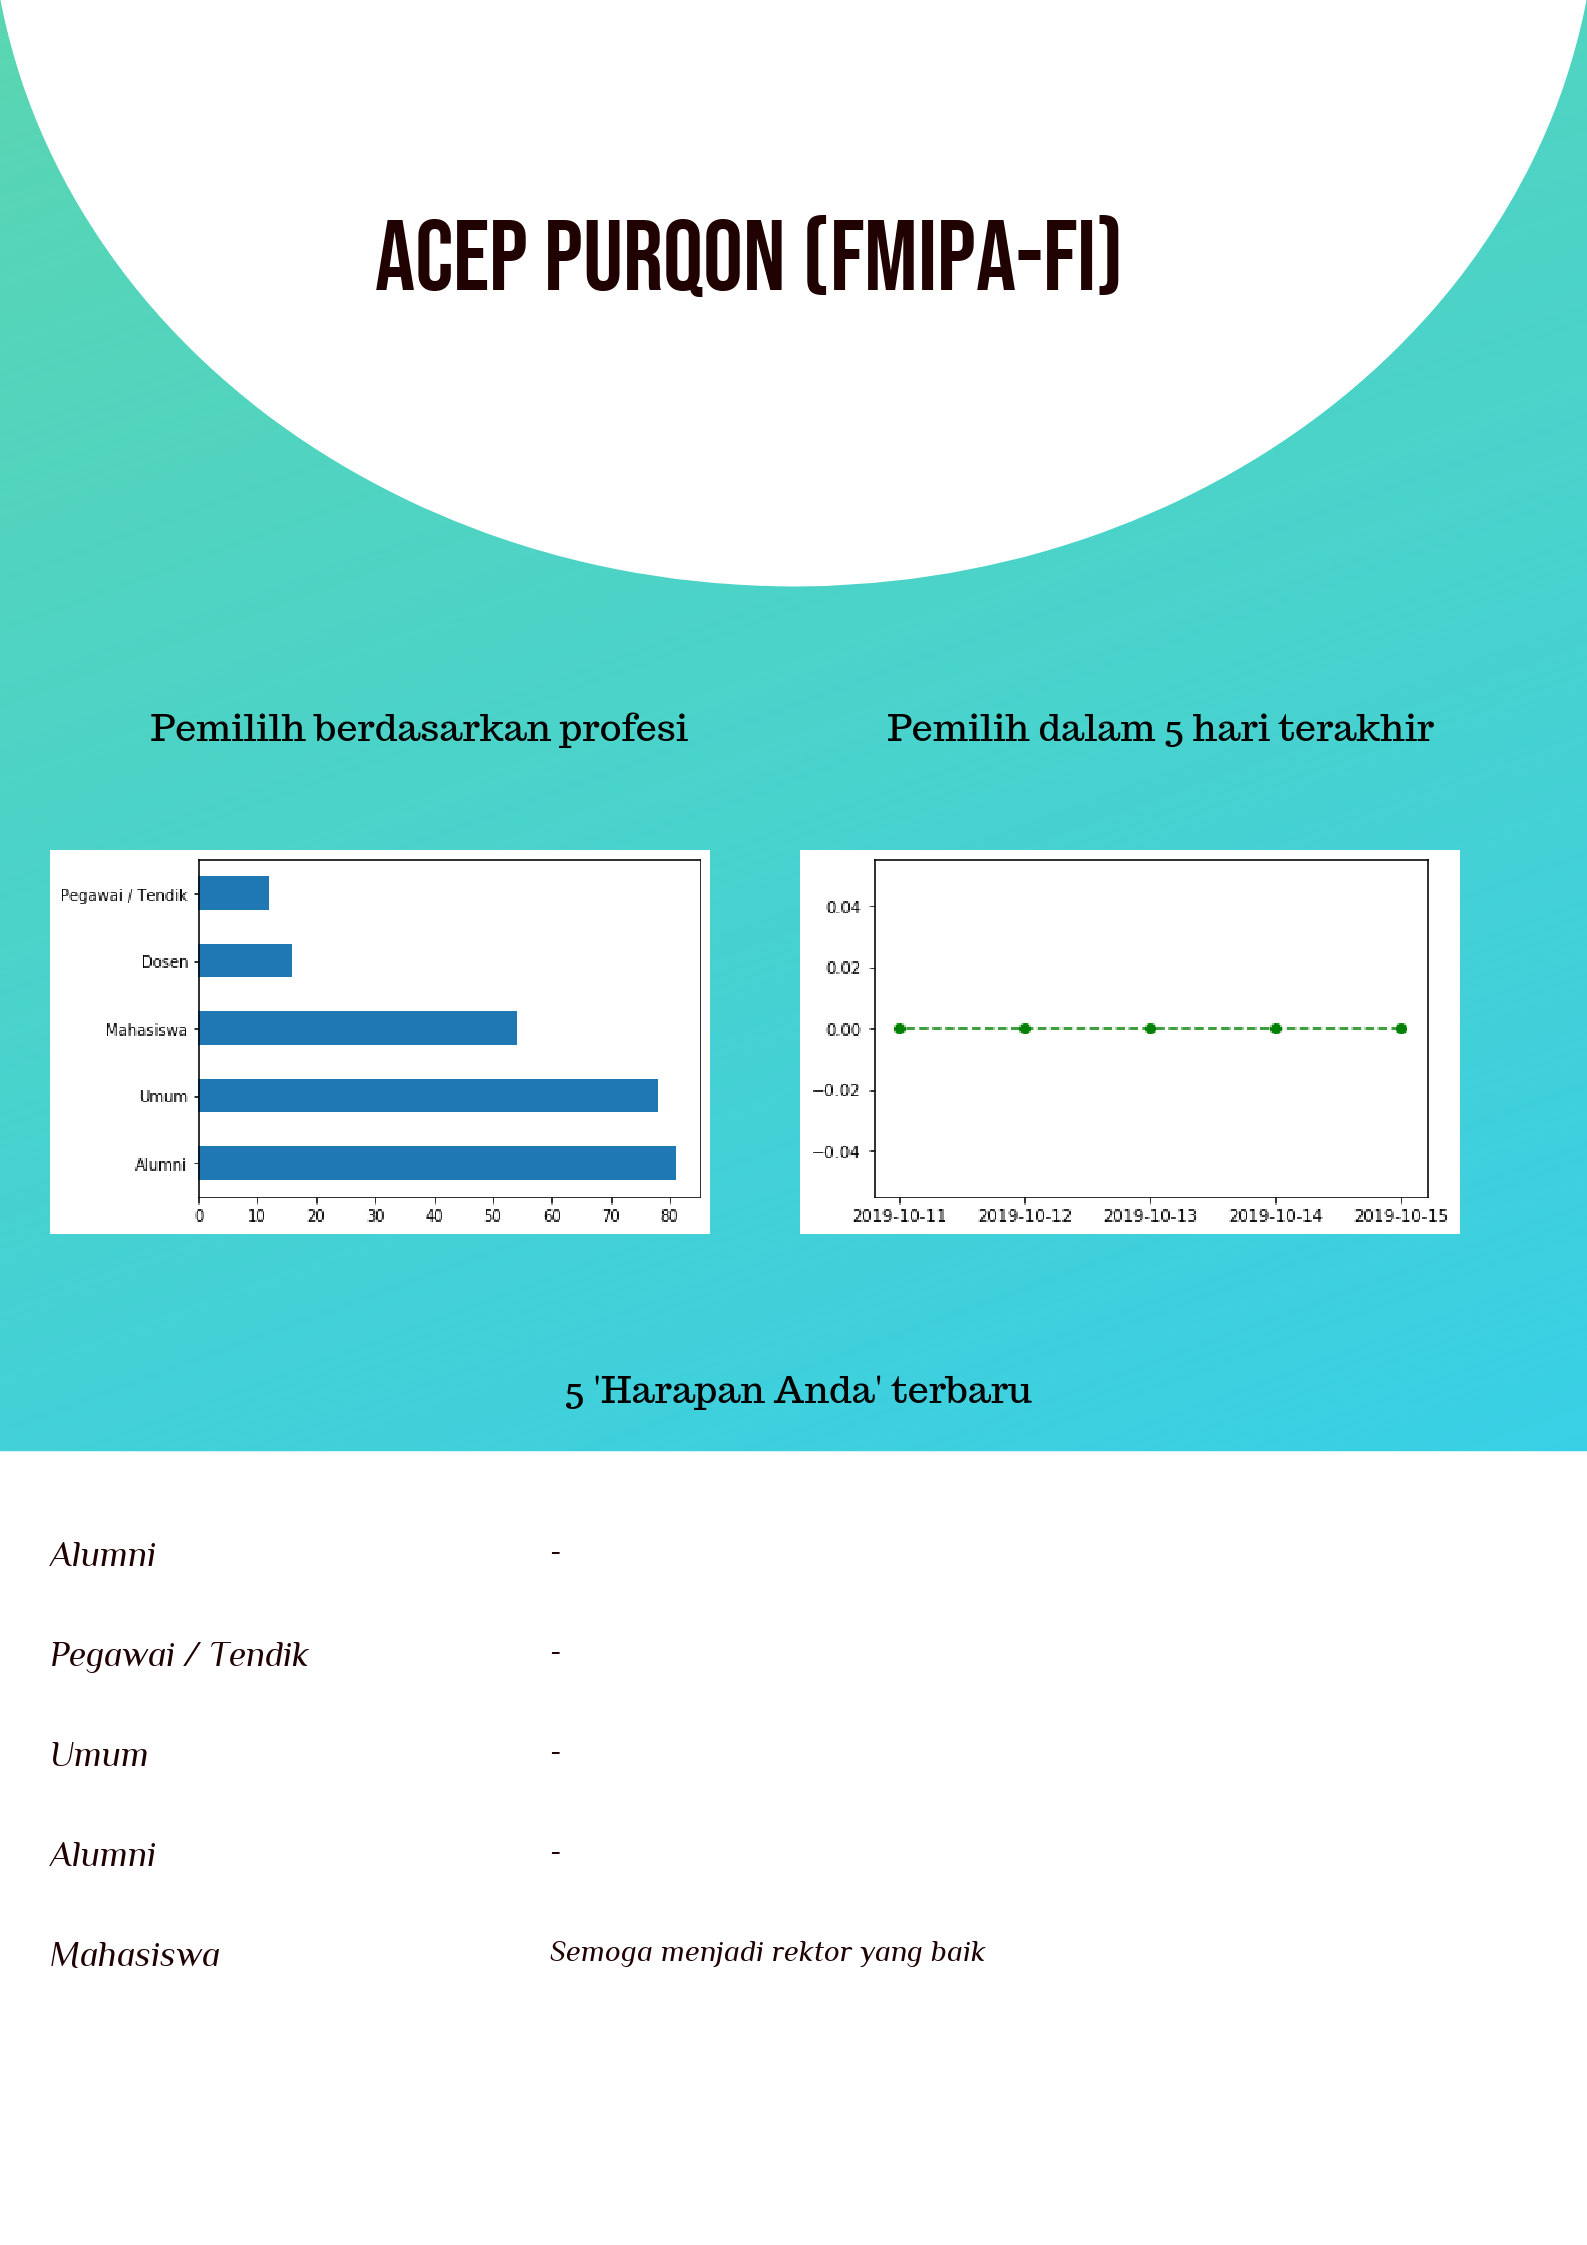 ACEP PURQON (FMIPA-FI)
Pemililh berdasarkan profesi
Pemilih dalam 5 hari terakhir
Pegawai / Tendik
Dosen
Mahasiswa
Umum
Alumni
0 10 20 30 40 50 60 70 80
0.04
0.02
0.00
−0.02
−0.04
2019-10-11 2019-10-12 2019-10-13 2019-10-14 2019-10-15
5 'Harapan Anda' terbaru
Alumni -
Pegawai / Tendik -
Umum -
Alumni -
Mahasiswa Semoga menjadi rektor yang baik